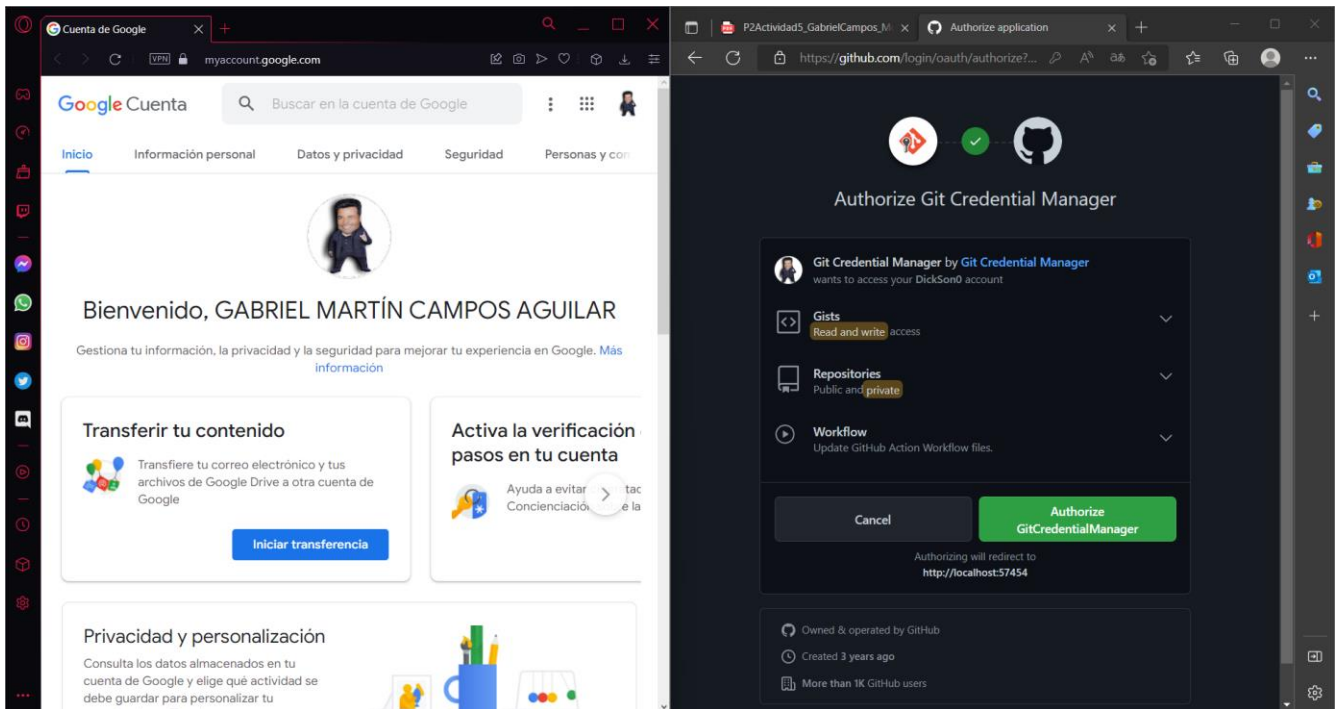 Cuenta de Google
VPN
myaccount.google.com
Google Cuenta
Buscar en la cuenta de Google
Inicio
Información personal
Datos y privacidad
Seguridad
Personas y con
Bienvenido, GABRIEL MARTÍN CAMPOS AGUILAR
Gestiona tu información, la privacidad y la seguridad para mejorar tu experiencia en Google. Más
información
Transferir tu contenido
Transfiere tu correo electrónico y tus
archivos de Google Drive a otra cuenta de
Google
Iniciar transferencia
Activa la verificación
pasos en tu cuenta
Ayuda a evitar
Concienciació
Privacidad y personalización
Consulta los datos almacenados en tu
cuenta de Google y elige qué actividad se
debe guardar para personalizar tu
P2Actividad5_GabrielCampos_M
Authorize application
https://github.com/login/oauth/authorize?...
Authorize Git Credential Manager
Git Credential Manager by Git Credential Manager
wants to access your DickSon0 account
Gists
Read and write access
Repositories
Public and private
Workflow
Update GitHub Action Workflow files.
Cancel
Authorize
GitCredentialManager
Authorizing will redirect to
http://localhost:57454
Owned & operated by GitHub
Created 3 years ago
More than 1K GitHub users